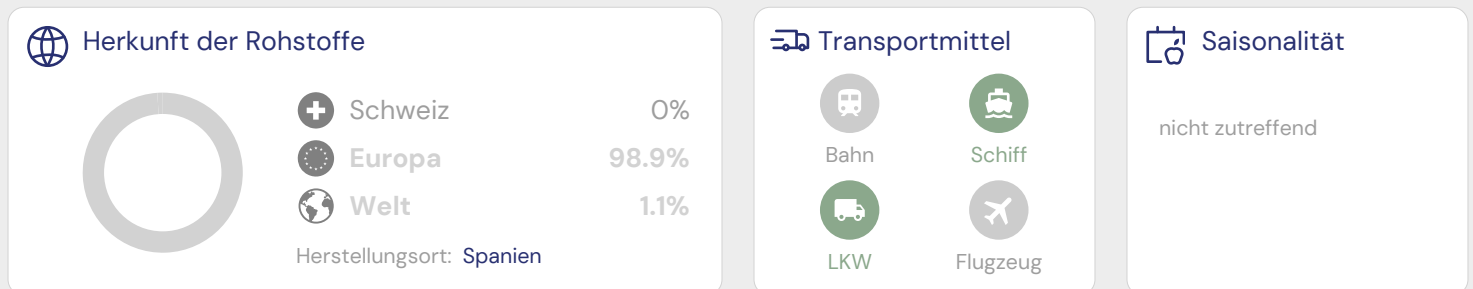 Herkunft der Rohstoffe
Schweiz 0%
Europa 98.9%
Welt 1.1%
Herstellungsort: Spanien
Transportmittel
Bahn
Schiff
LKW
Flugzeug
Saisonalität
nicht zutreffend